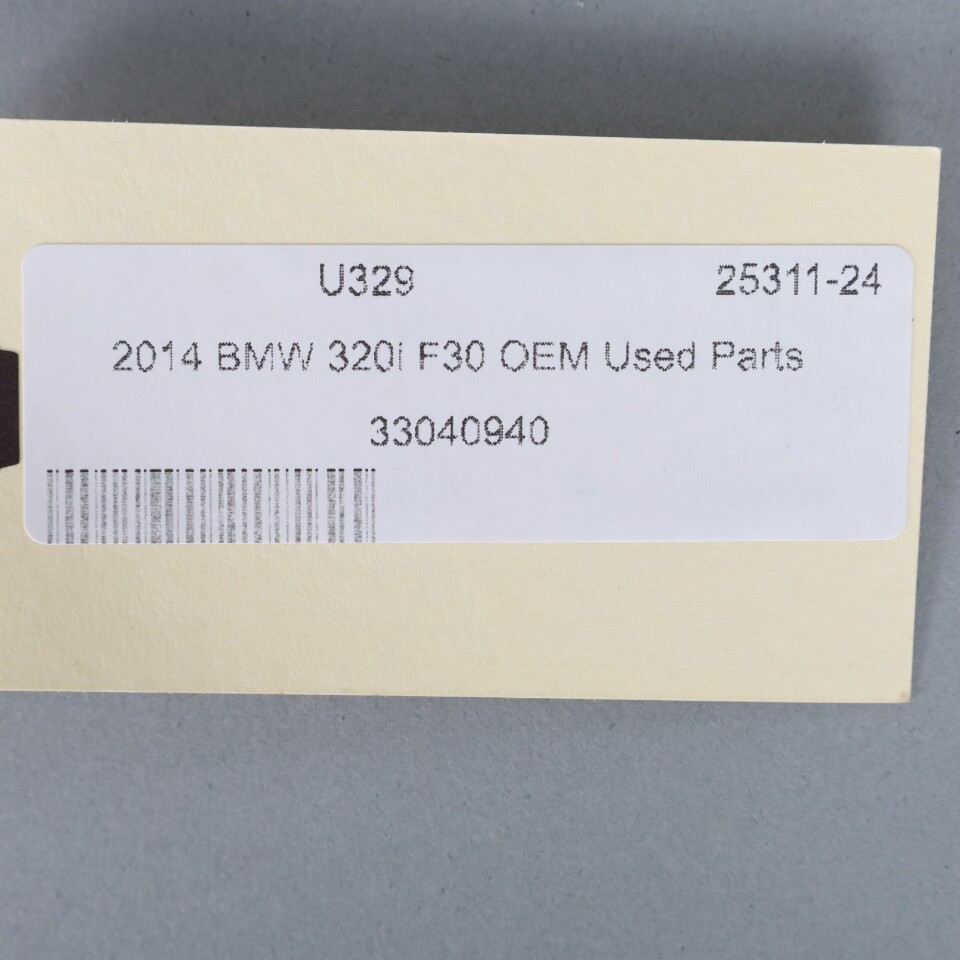 U329 25311-24
2014 BMW 320i F30 OEM Used Parts
33040940